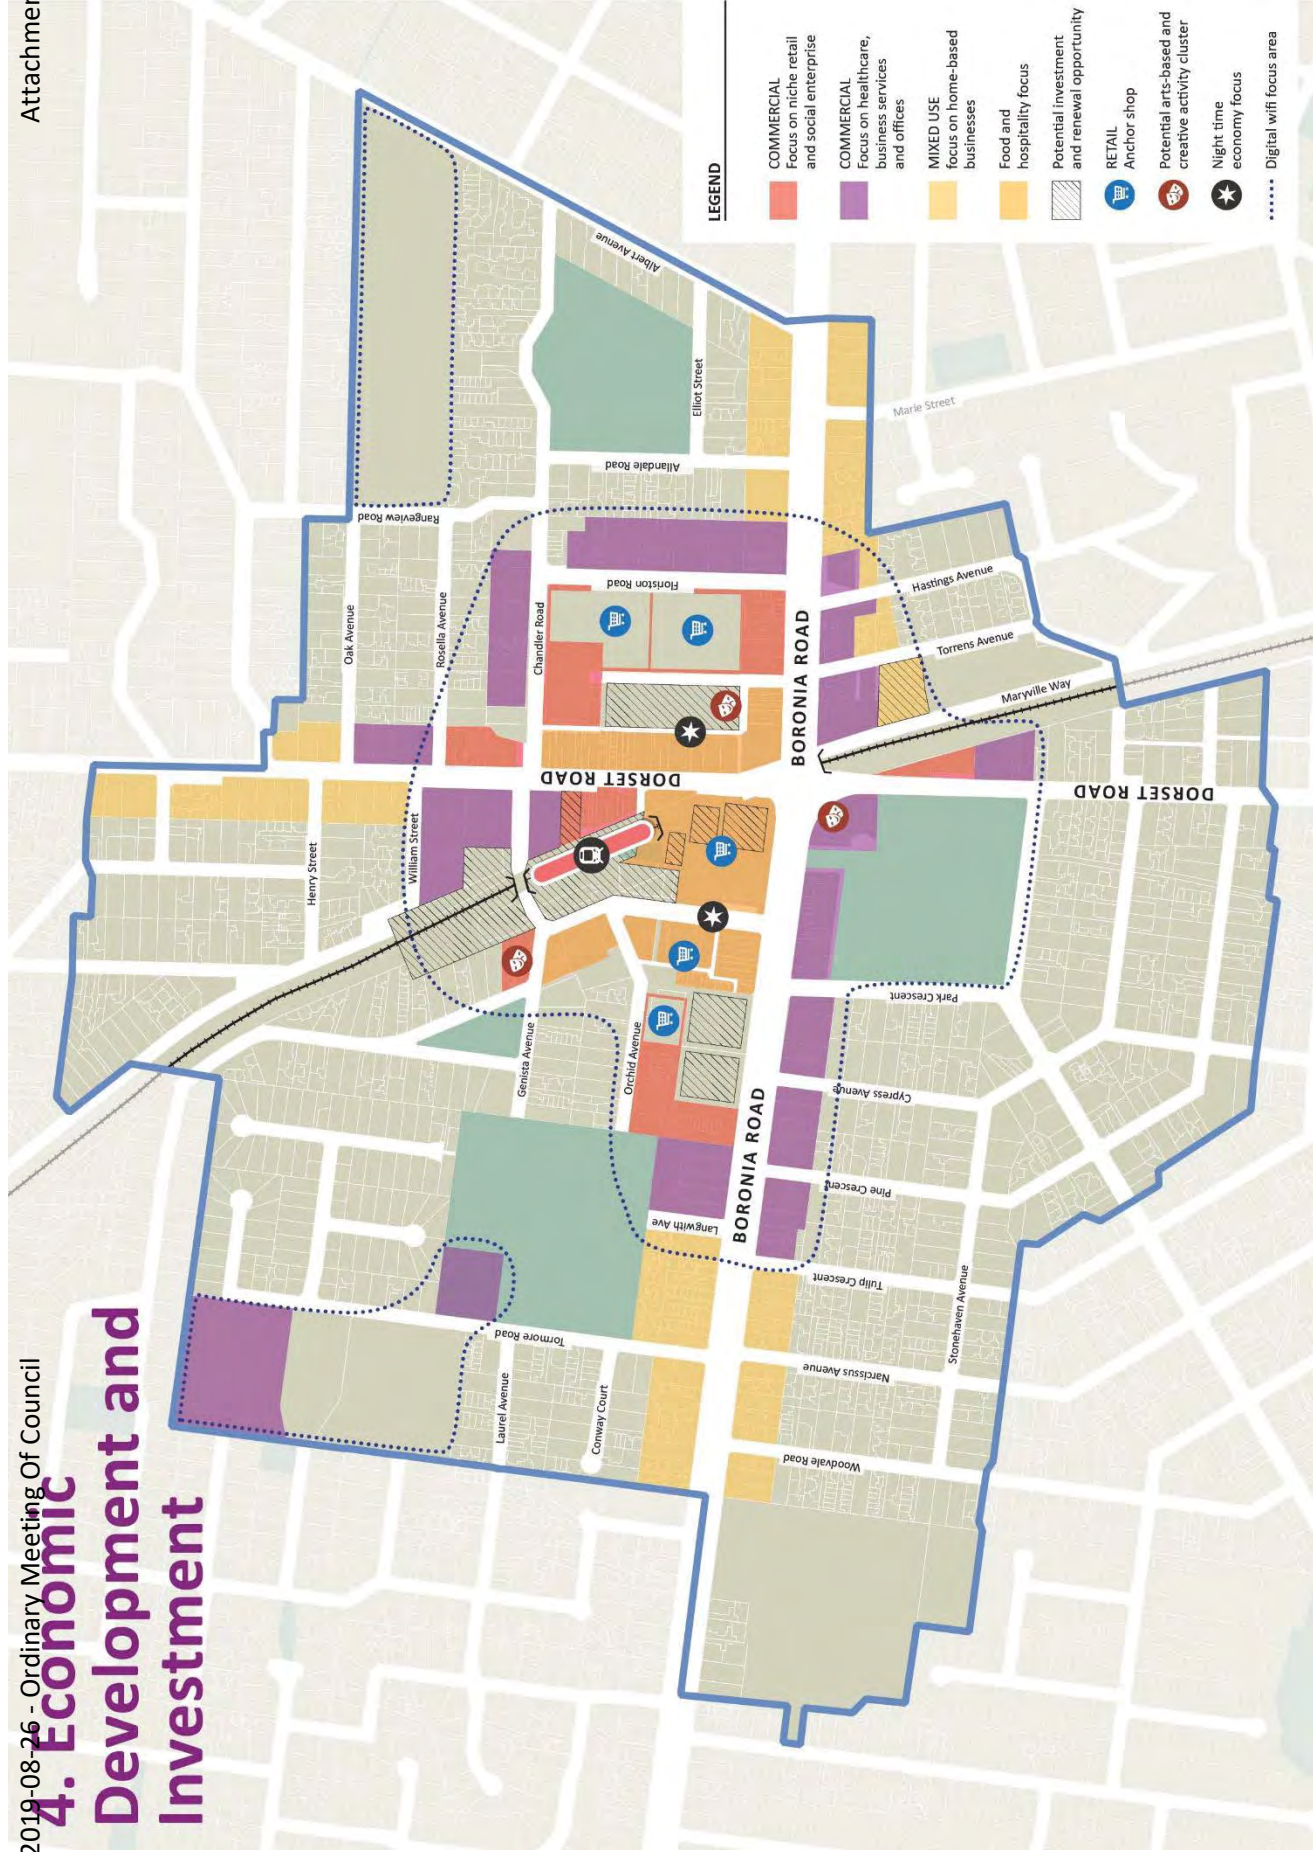 2019-08-26 - Ordinary Meeting Of Council
Attachmen
4. Economic
Development and
Investment
LEGEND
COMMERCIAL
Focus on niche retail
and social enterprise
COMMERCIAL
Focus on healthcare,
business services
and offices
MIXED USE
focus on home-based
businesses
Food and
hospitality focus
Potential investment
and renewal opportunity
RETAIL
Anchor shop
Potential arts-based and
creative activity cluster
Night time
economy focus
Digital wifi focus area
Albert Avenue
Elliot Street
Allandale Road
Marie Street
Rangeview Road
Oak Avenue
Rosella Avenue
Chandler Road
Floriston Road
BORONIA ROAD
Hastings Avenue
Torrens Avenue
Maryville Way
DORSET ROAD
DORSET ROAD
Henry Street
William Street
Genista Avenue
Orchid Avenue
Park Crescent
Cypress Avenue
Pine Crescent
BORONIA ROAD
Langwith Ave
Tulip Crescent
Stonehaven Avenue
Tormore Road
Narcissus Avenue
Laurel Avenue
Conway Court
Woodvale Road